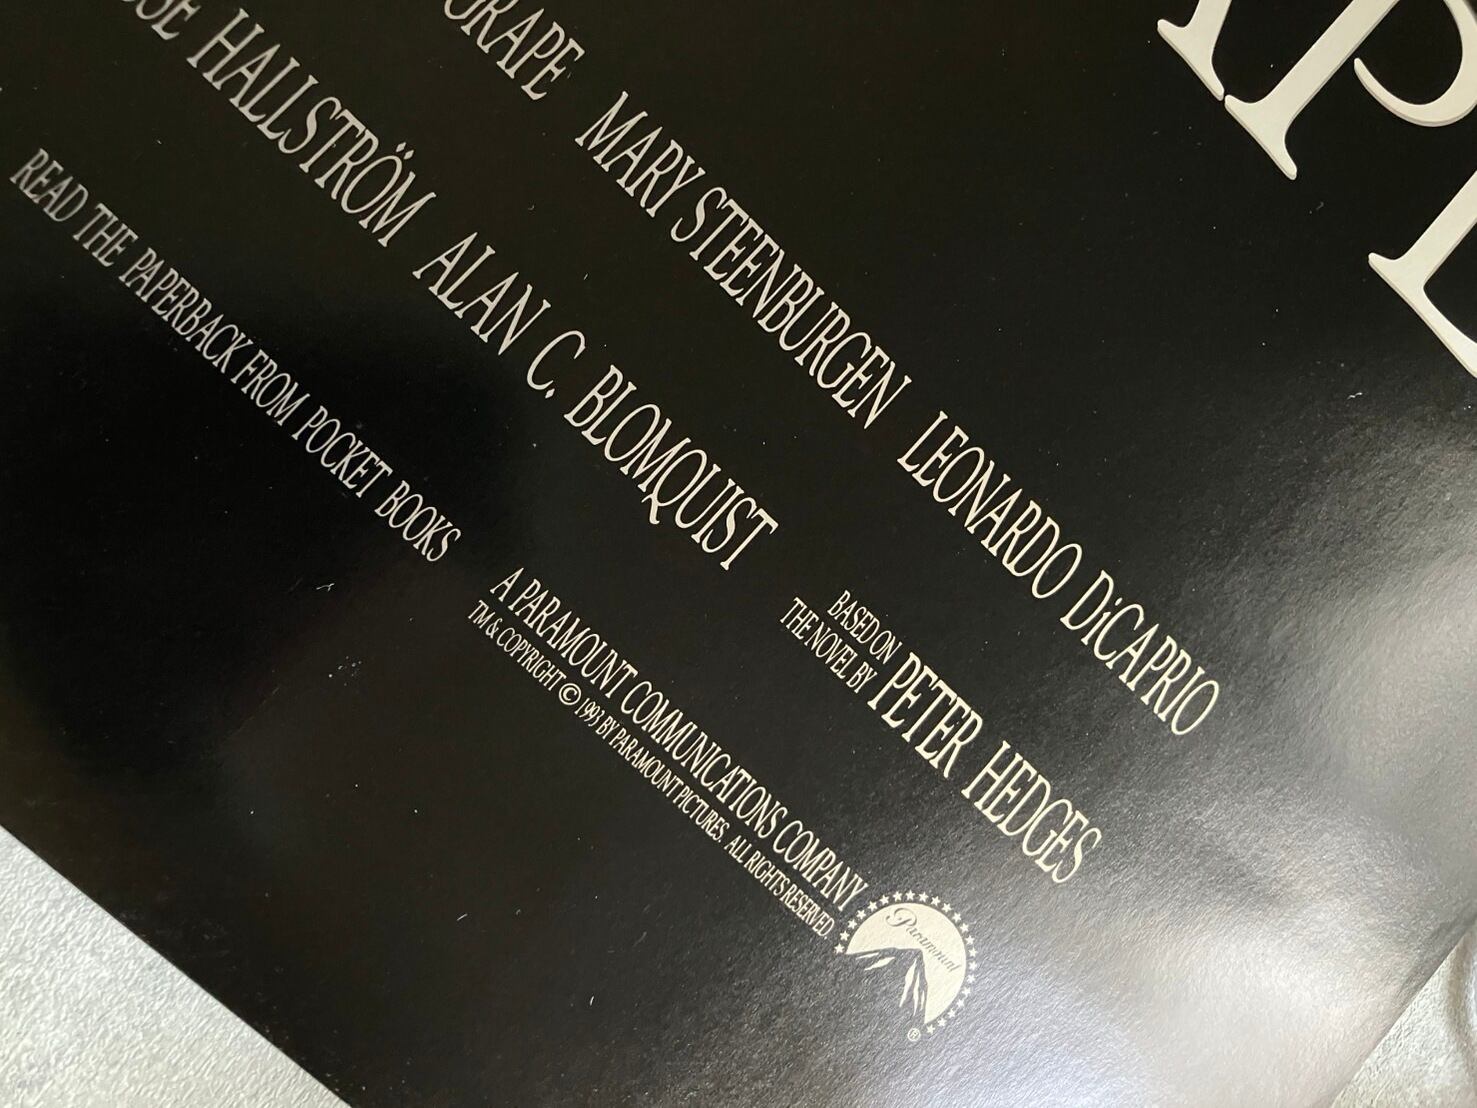 GRAPE MARY STEENBURGEN LEONARDO DiCAPRIO
HALLSTRÖM ALAN C. BLOMQUIST
BASED ON
THE NOVEL BY PETER HEDGES
READ THE PAPERBACK FROM POCKET BOOKS
A PARAMOUNT COMMUNICATIONS COMPANY
TM & COPYRIGHT © 1993 BY PARAMOUNT PICTURES. ALL RIGHTS RESERVED.
Paramount
®